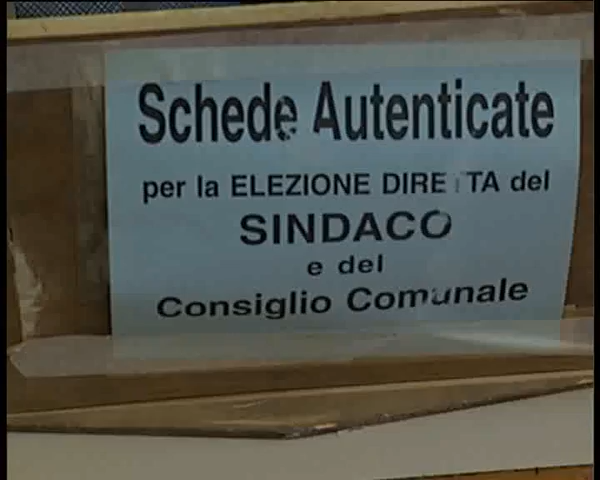 Schede Autenticate
per la ELEZIONE DIRETTA del
SINDACO
e del
Consiglio Comunale